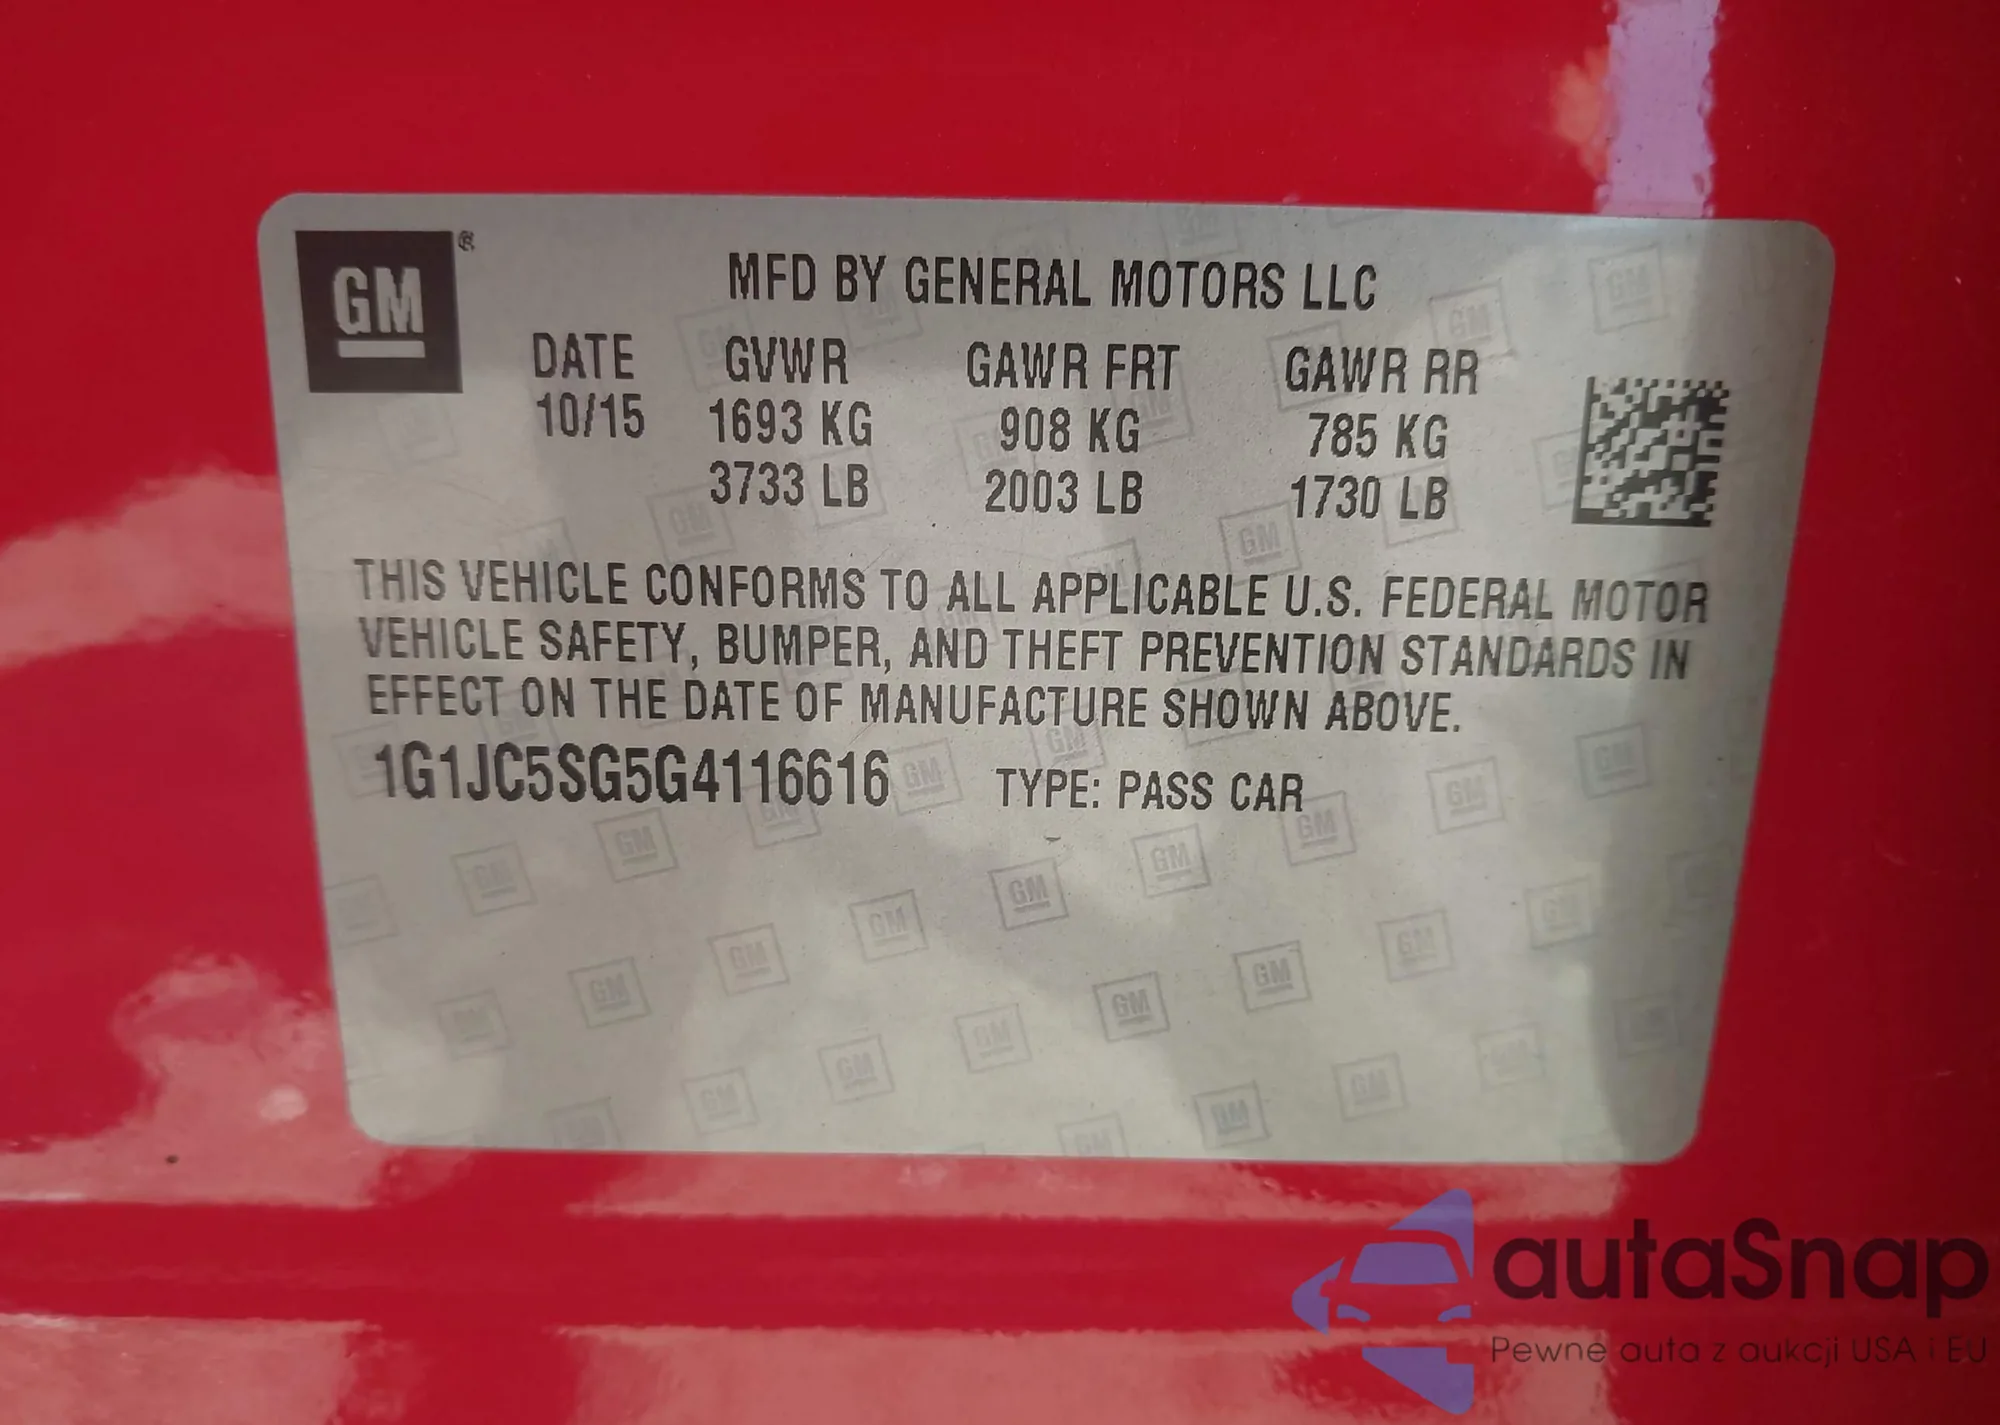 GM®
MFD BY GENERAL MOTORS LLC
DATE GVWR GAWR FRT GAWR RR
10/15 1693 KG 908 KG 785 KG
3733 LB 2003 LB 1730 LB
THIS VEHICLE CONFORMS TO ALL APPLICABLE U.S. FEDERAL MOTOR
VEHICLE SAFETY, BUMPER, AND THEFT PREVENTION STANDARDS IN
EFFECT ON THE DATE OF MANUFACTURE SHOWN ABOVE.
1G1JC5SG5G4116616 TYPE: PASS CAR
autaSnap
Pewne auta z aukcji USA i EU